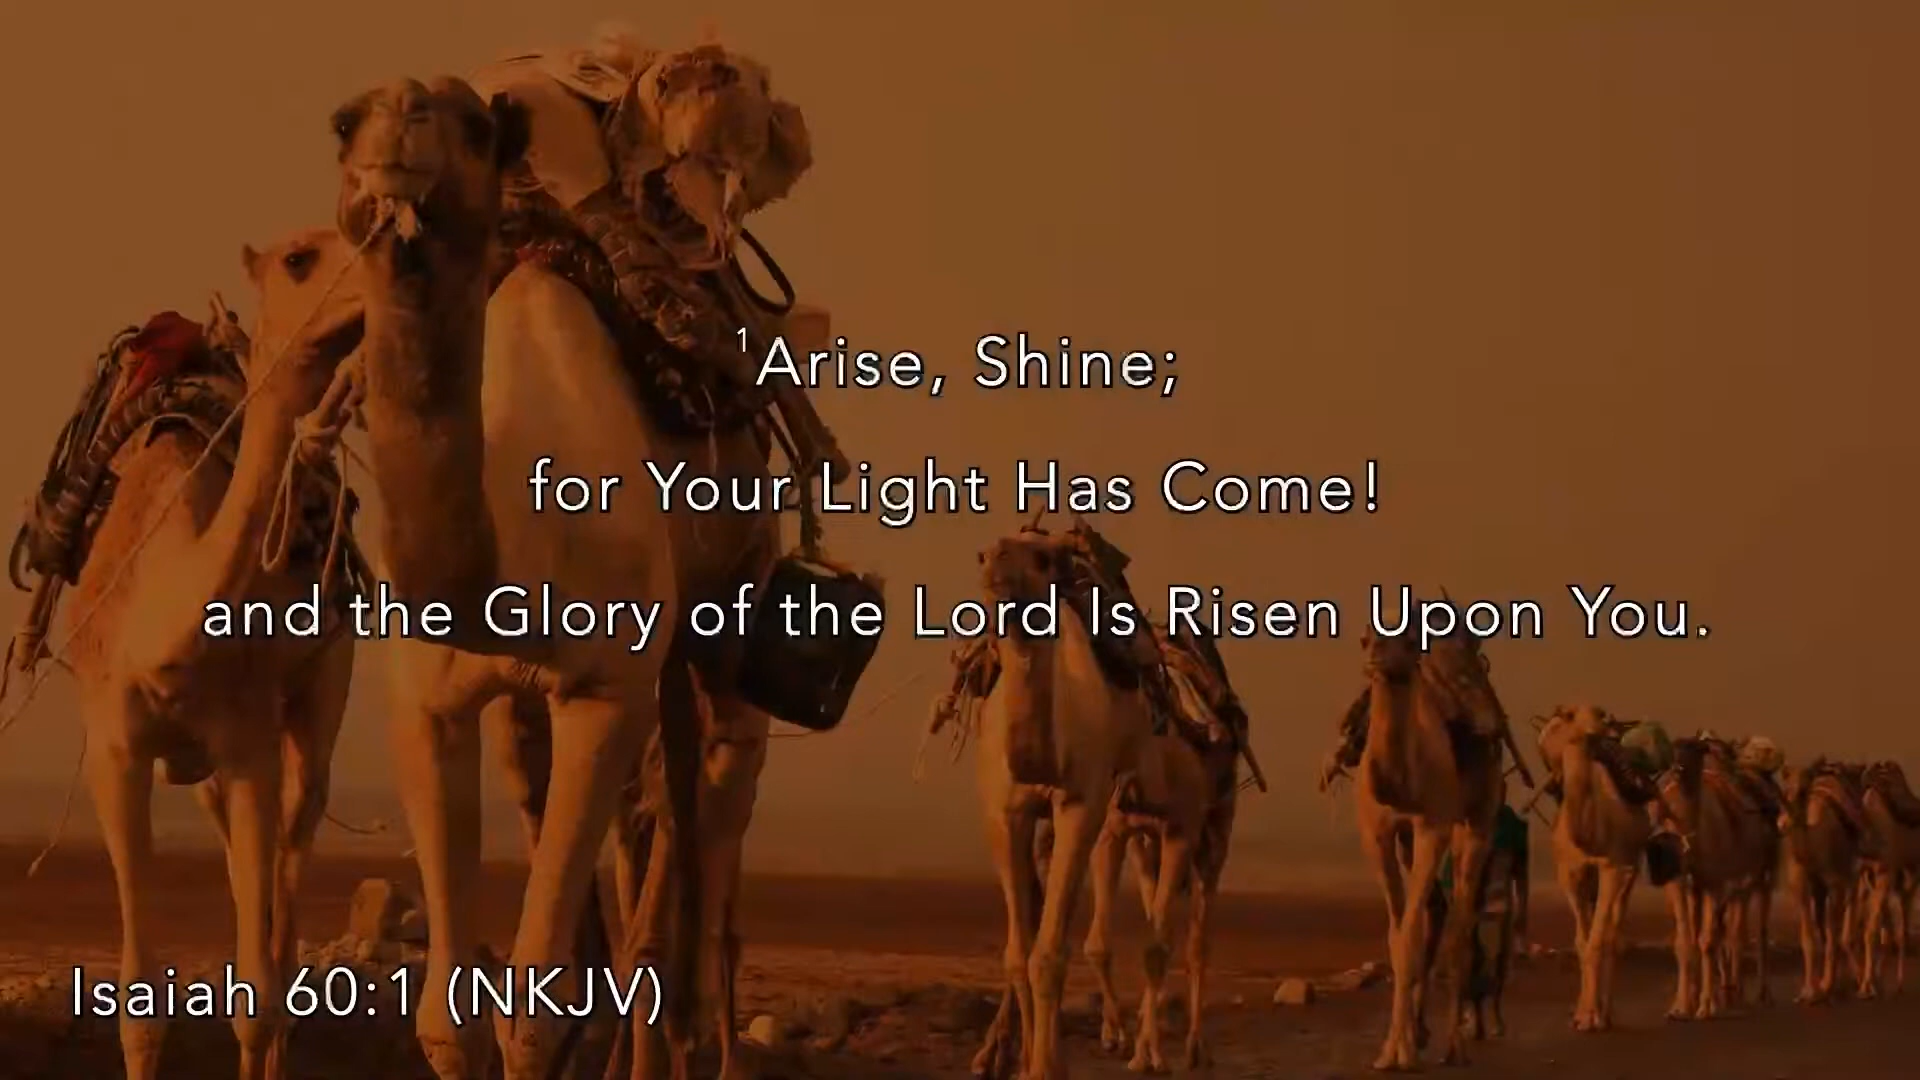 ¹Arise, Shine;
for Your Light Has Come!
and the Glory of the Lord Is Risen Upon You.
Isaiah 60:1 (NKJV)